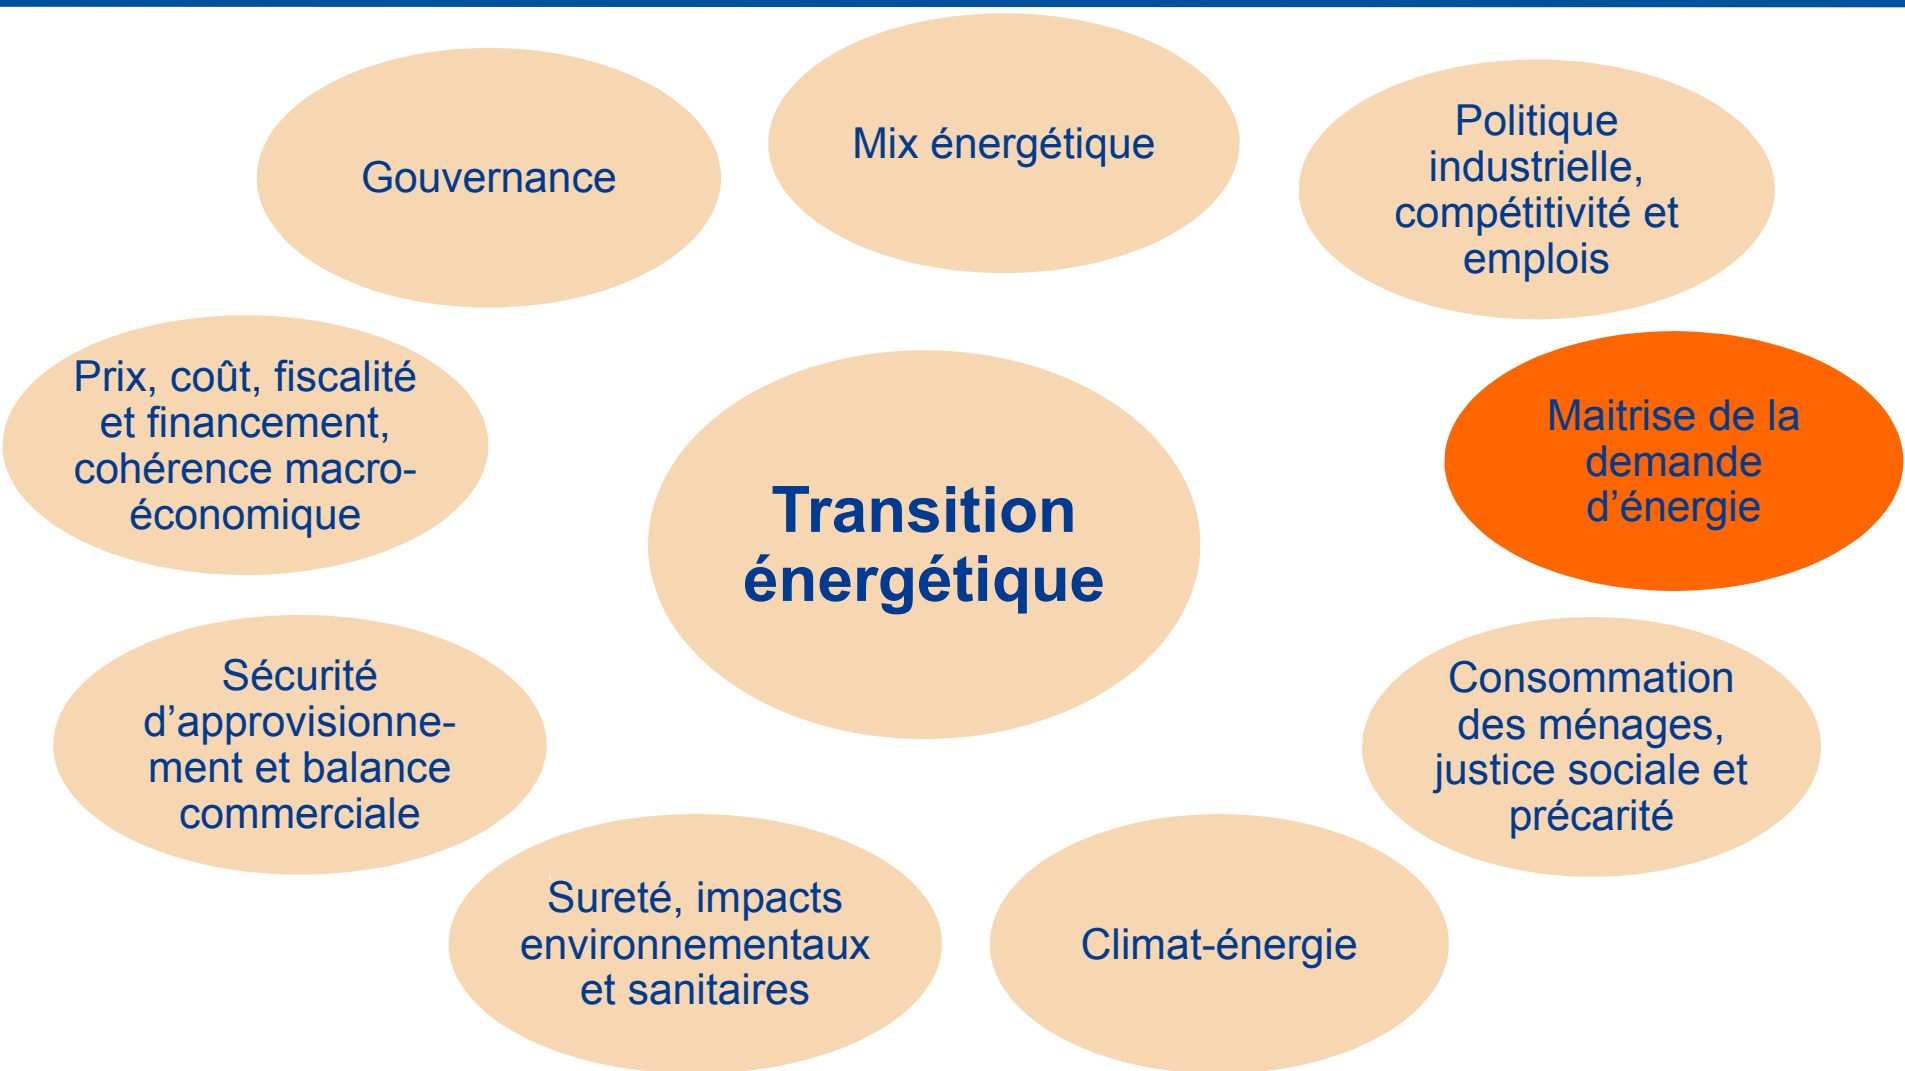 Gouvernance
Mix énergétique
Politique
industrielle,
compétitivité et
emplois
Prix, coût, fiscalité
et financement,
cohérence macro-
économique
Transition
énergétique
Maitrise de la
demande
d’énergie
Sécurité
d’approvisionne-
ment et balance
commerciale
Consommation
des ménages,
justice sociale et
précarité
Sureté, impacts
environnementaux
et sanitaires
Climat-énergie